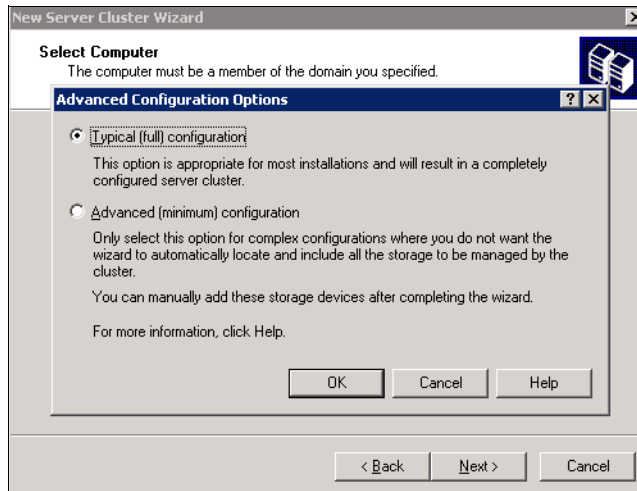 New Server Cluster Wizard
Select Computer
The computer must be a member of the domain you specified.
Advanced Configuration Options
Typical (full) configuration
This option is appropriate for most installations and will result in a completely
configured server cluster.
Advanced (minimum) configuration
Only select this option for complex configurations where you do not want the
wizard to automatically locate and include all the storage to be managed by the
cluster.
You can manually add these storage devices after completing the wizard.
For more information, click Help.
OK Cancel Help
< Back Next > Cancel